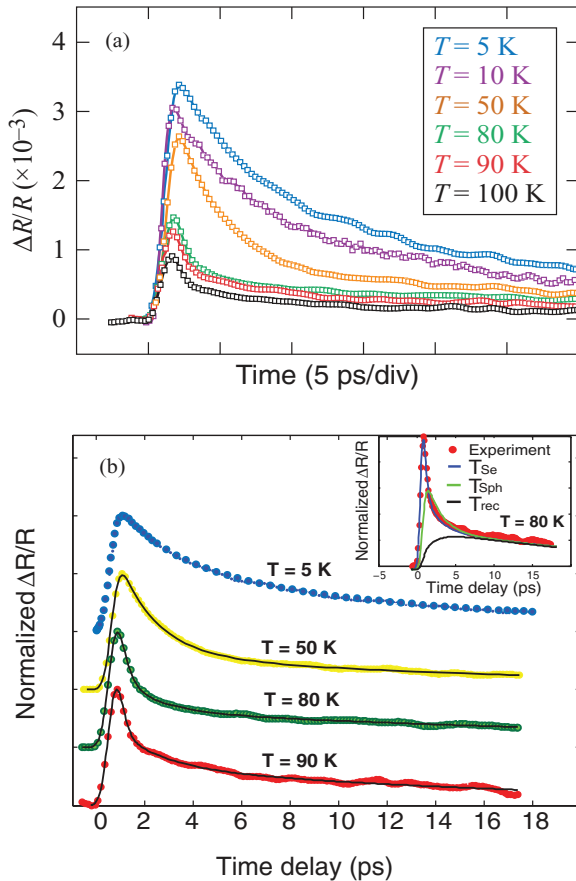 (a)
T = 5 K
T = 10 K
T = 50 K
T = 80 K
T = 90 K
T = 100 K
4
3
2
1
0
ΔR/R (×10−3)
Time (5 ps/div)
(b)
Experiment
TSe
TSph
Trec
T = 80 K
Normalized ΔR/R
−5 0 5 10 15
Time delay (ps)
T = 5 K
T = 50 K
T = 80 K
T = 90 K
Normalized ΔR/R
0 2 4 6 8 10 12 14 16 18
Time delay (ps)